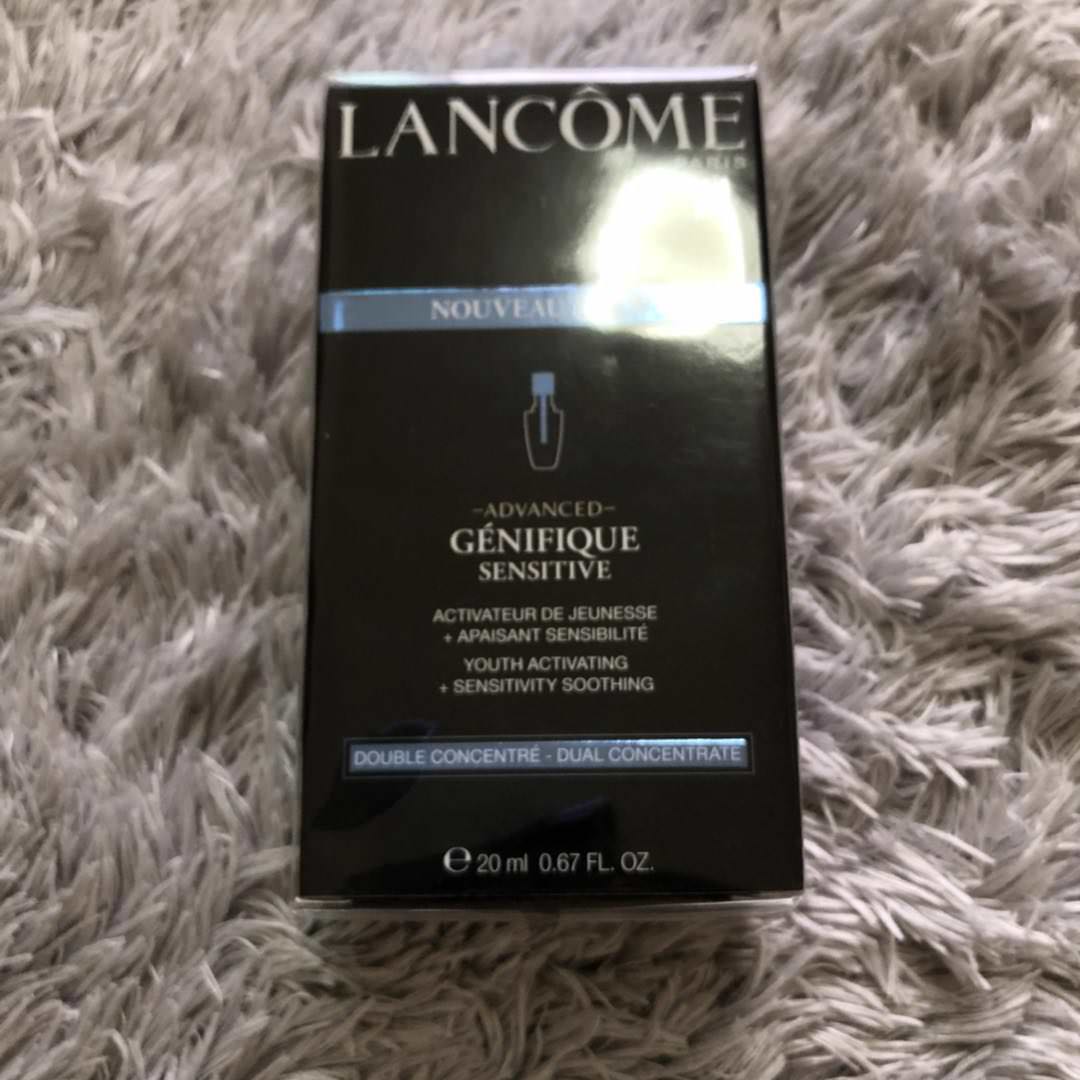 LANCÔME
PARIS
NOUVEAU
-ADVANCED-
GÉNIFIQUE
SENSITIVE
ACTIVATEUR DE JEUNESSE
+ APAISANT SENSIBILITÉ
YOUTH ACTIVATING
+ SENSITIVITY SOOTHING
DOUBLE CONCENTRÉ - DUAL CONCENTRATE
℮ 20 ml 0.67 FL. OZ.